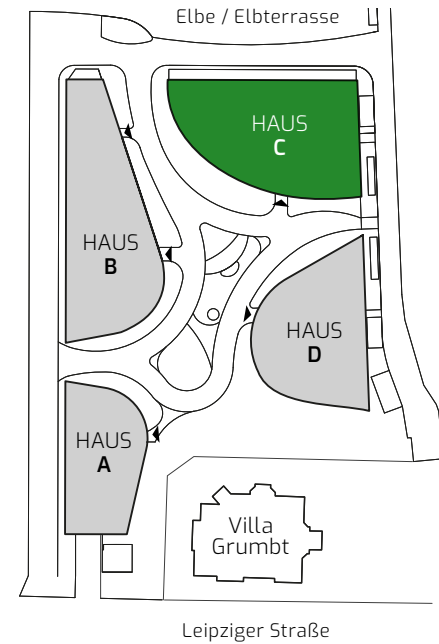 Elbe / Elbterrasse
HAUS
C
HAUS
B
HAUS
D
HAUS
A
Villa
Grumbt
Leipziger Straße